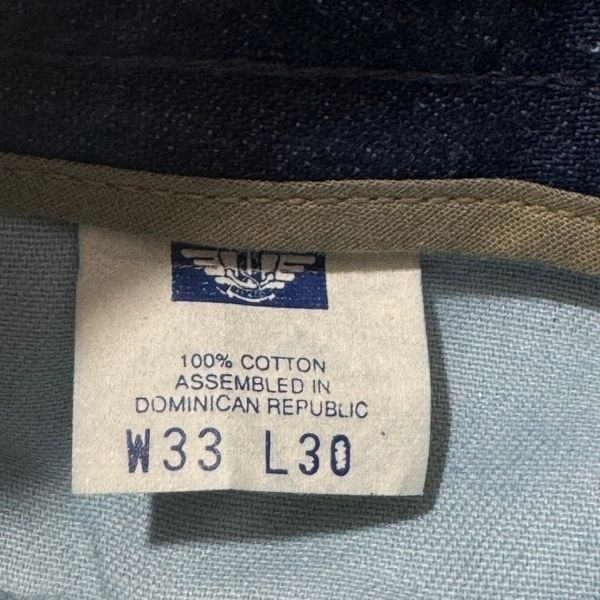 100% COTTON
ASSEMBLED IN
DOMINICAN REPUBLIC
W33 L30